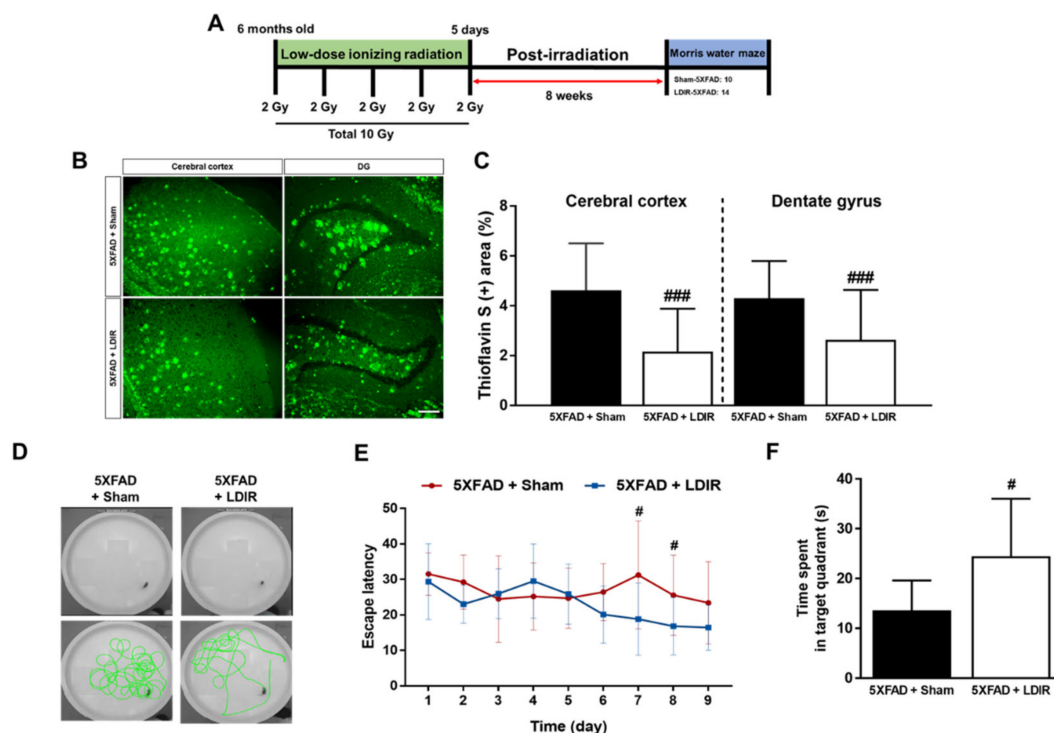 A
6 months old
5 days
Low-dose ionizing radiation
Post-irradiation
Morris water maze
8 weeks
Sham-5XFAD: 10
LDIR-5XFAD: 14
2 Gy 2 Gy 2 Gy 2 Gy 2 Gy
Total 10 Gy
B
Cerebral cortex
DG
5XFAD + Sham
5XFAD + LDIR
C
Cerebral cortex
Dentate gyrus
Thioflavin S (+) area (%)
8
6
4
2
0
###
###
5XFAD + Sham
5XFAD + LDIR
5XFAD + Sham
5XFAD + LDIR
D
5XFAD
+ Sham
5XFAD
+ LDIR
E
5XFAD + Sham
5XFAD + LDIR
Escape latency
50
40
30
20
10
0
#
#
1 2 3 4 5 6 7 8 9
Time (day)
F
Time spent
in target quadrant (s)
40
30
20
10
0
#
5XFAD + Sham
5XFAD + LDIR